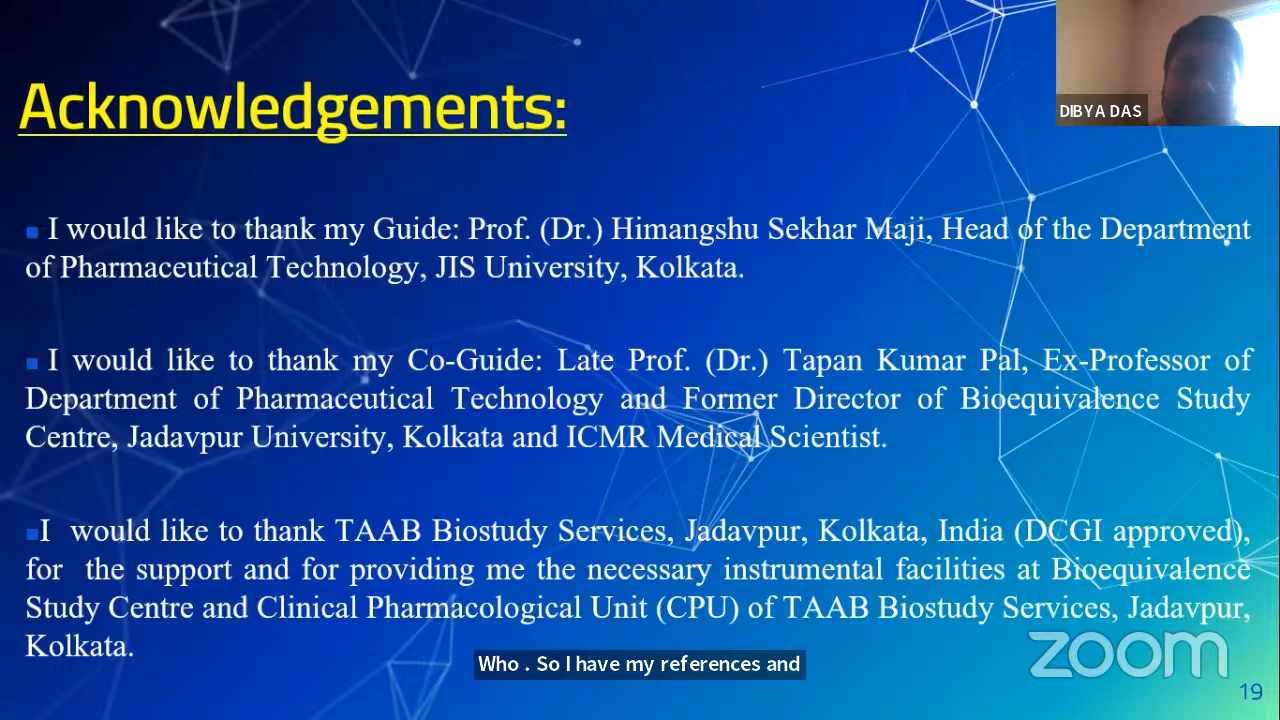 Acknowledgements:
DIBYA DAS
I would like to thank my Guide: Prof. (Dr.) Himangshu Sekhar Maji, Head of the Department
of Pharmaceutical Technology, JIS University, Kolkata.
I would like to thank my Co-Guide: Late Prof. (Dr.) Tapan Kumar Pal, Ex-Professor of
Department of Pharmaceutical Technology and Former Director of Bioequivalence Study
Centre, Jadavpur University, Kolkata and ICMR Medical Scientist.
I would like to thank TAAB Biostudy Services, Jadavpur, Kolkata, India (DCGI approved),
for the support and for providing me the necessary instrumental facilities at Bioequivalence
Study Centre and Clinical Pharmacological Unit (CPU) of TAAB Biostudy Services, Jadavpur,
Kolkata.
Who . So I have my references and
zoom
19